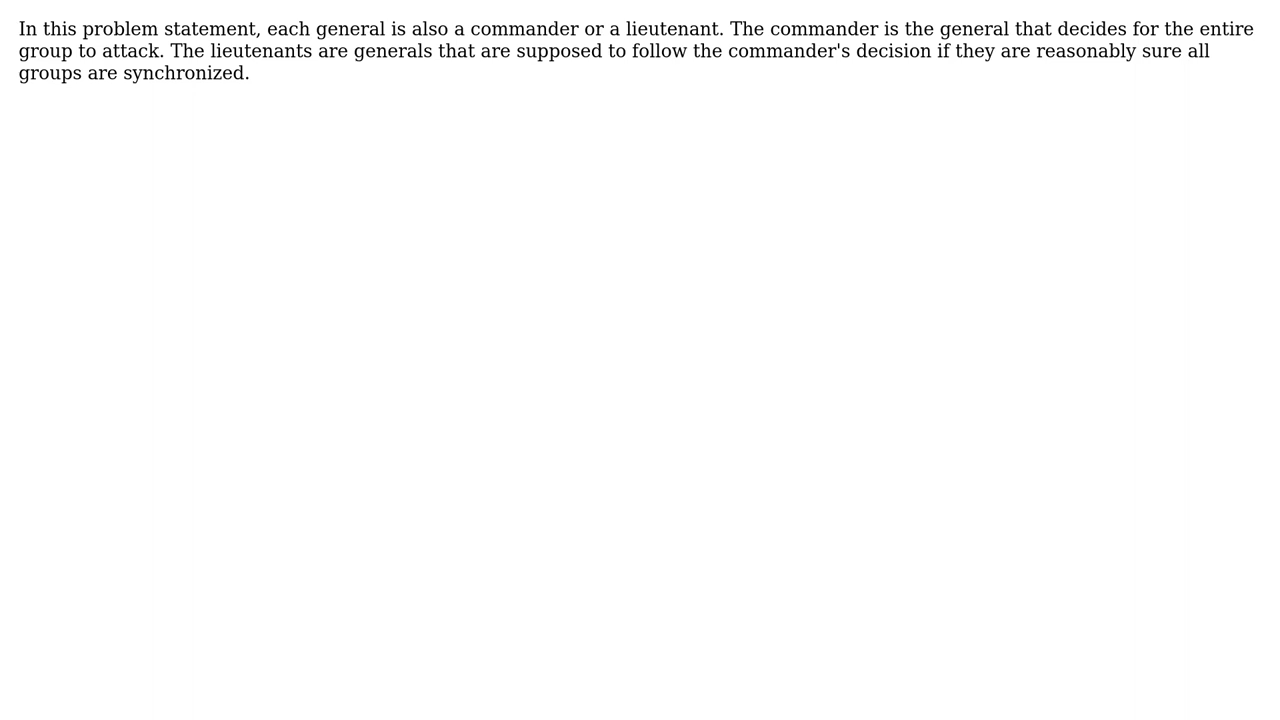 In this problem statement, each general is also a commander or a lieutenant. The commander is the general that decides for the entire
group to attack. The lieutenants are generals that are supposed to follow the commander's decision if they are reasonably sure all
groups are synchronized.